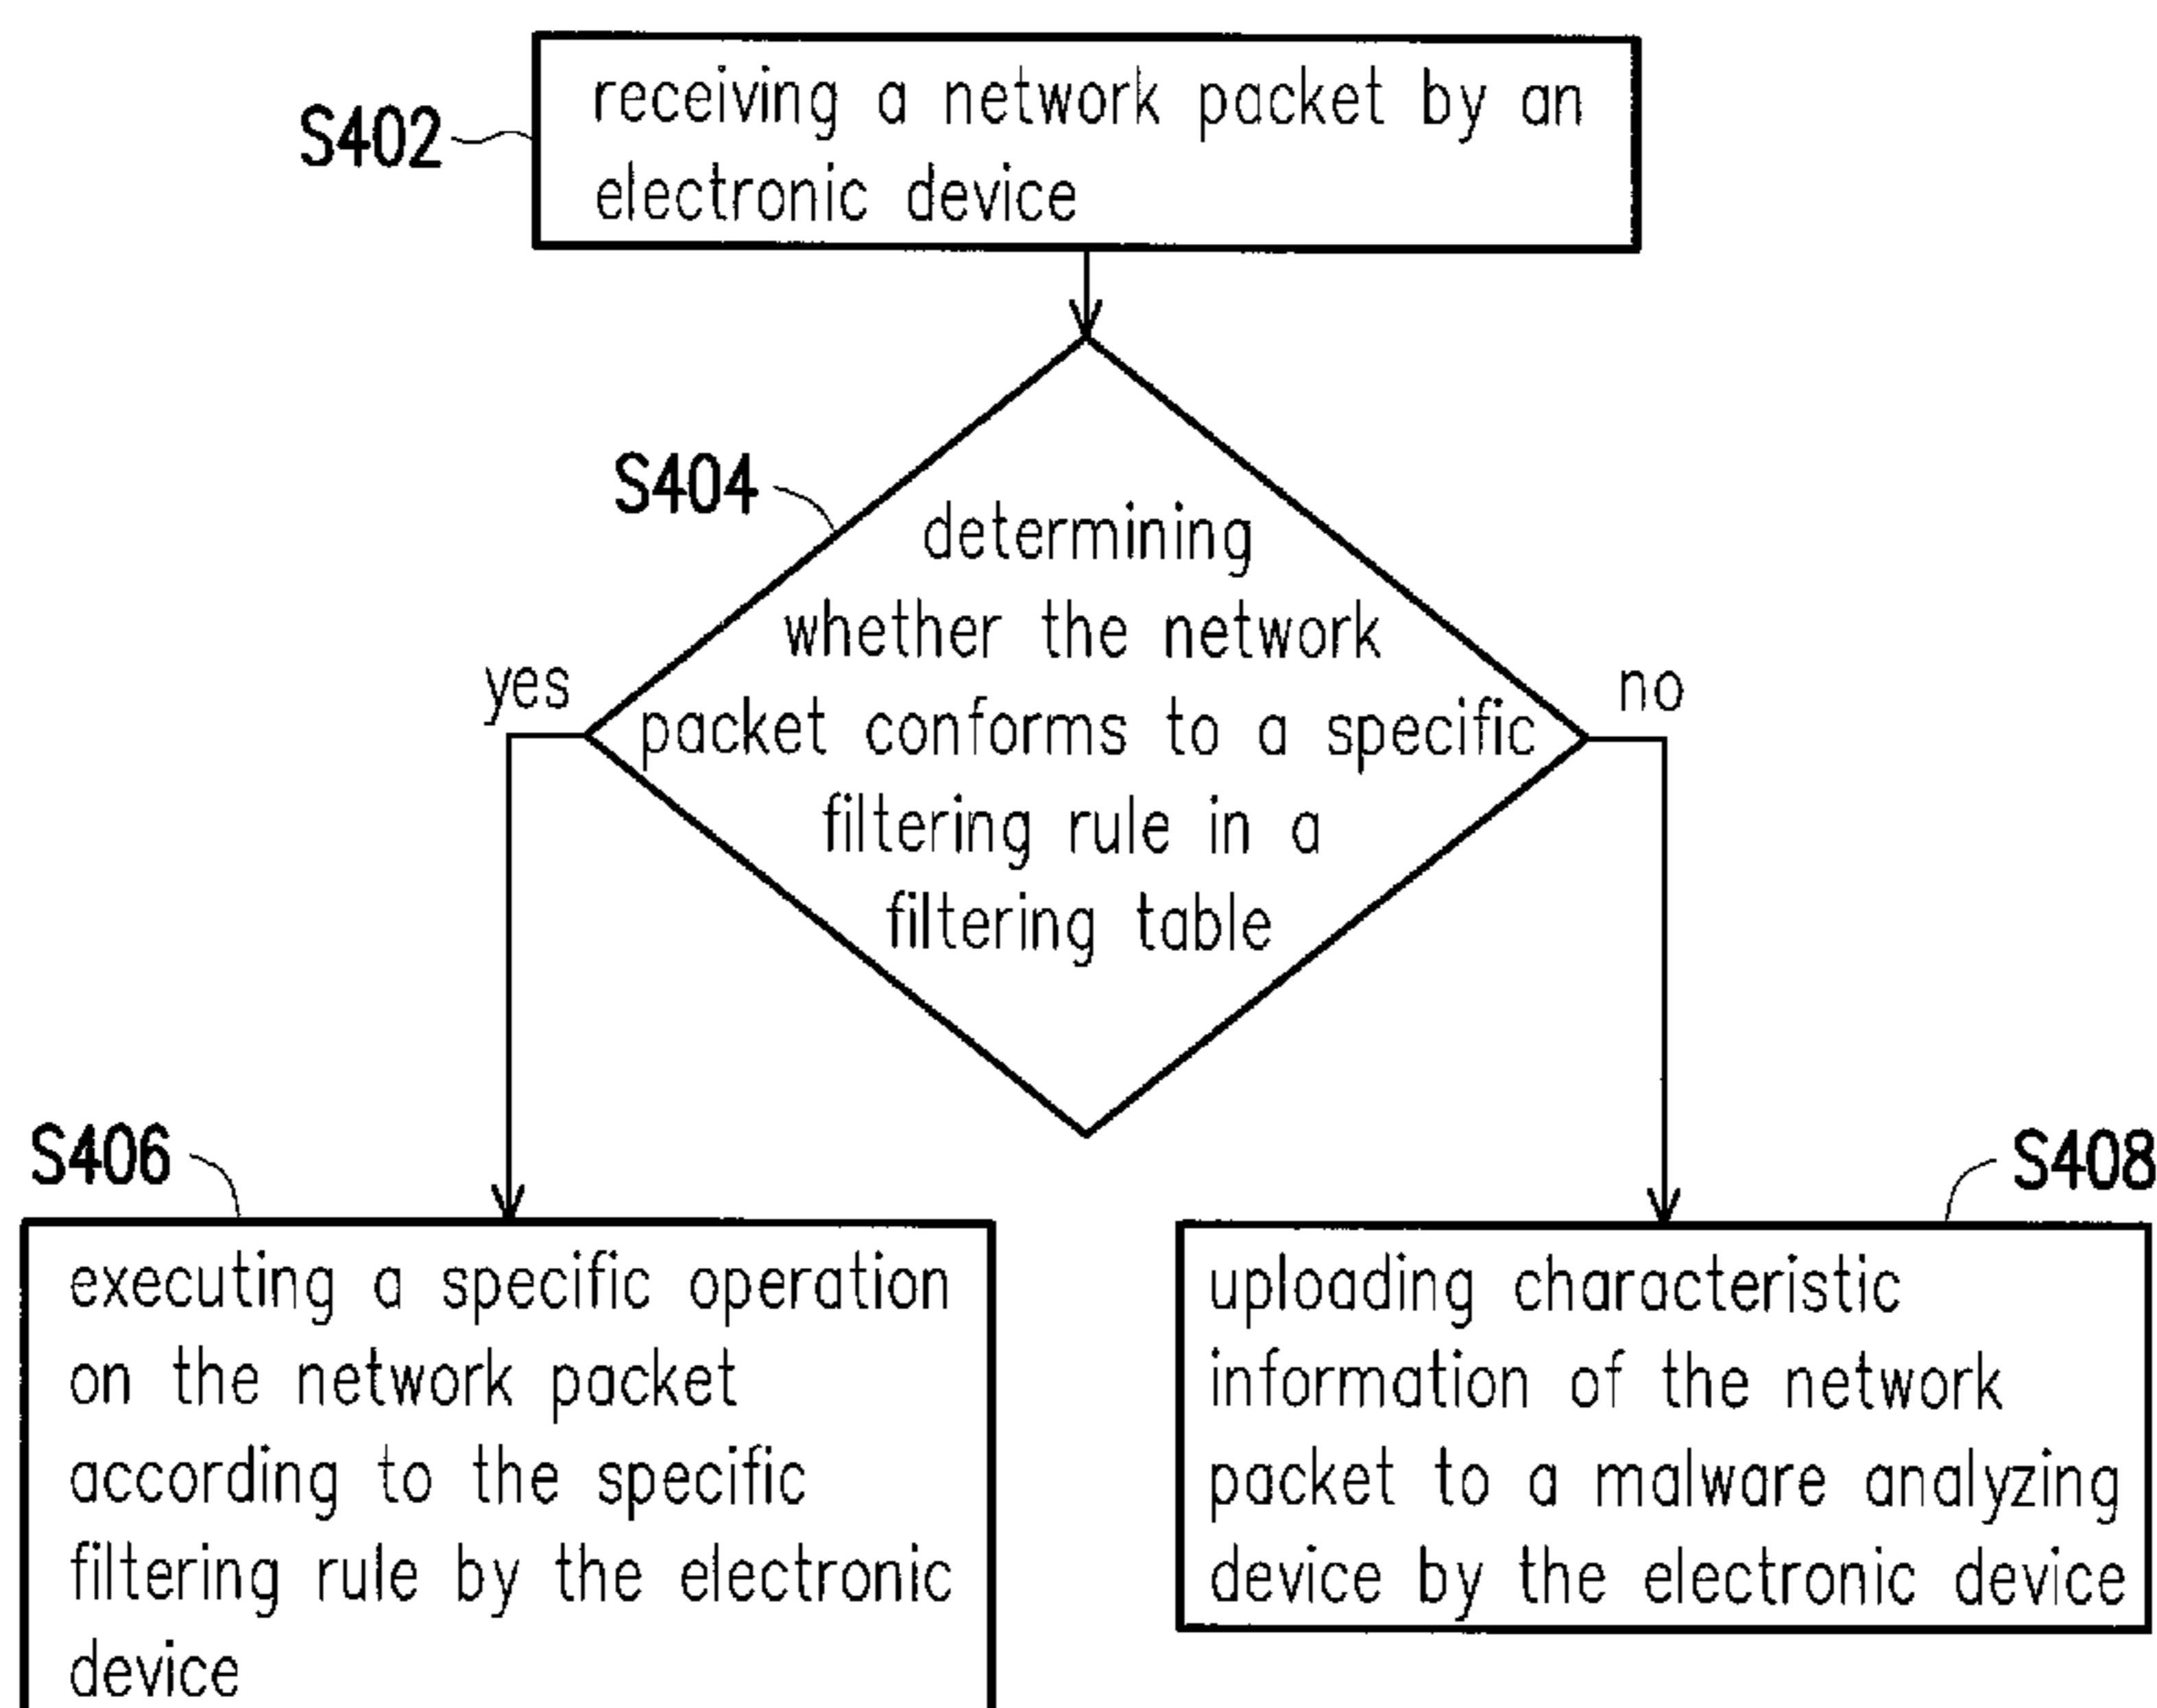 S402
receiving a network packet by an
electronic device
S404
determining
whether the network
packet conforms to a specific
filtering rule in a
filtering table
yes
no
S406
executing a specific operation
on the network packet
according to the specific
filtering rule by the electronic
device
S408
uploading characteristic
information of the network
packet to a malware analyzing
device by the electronic device